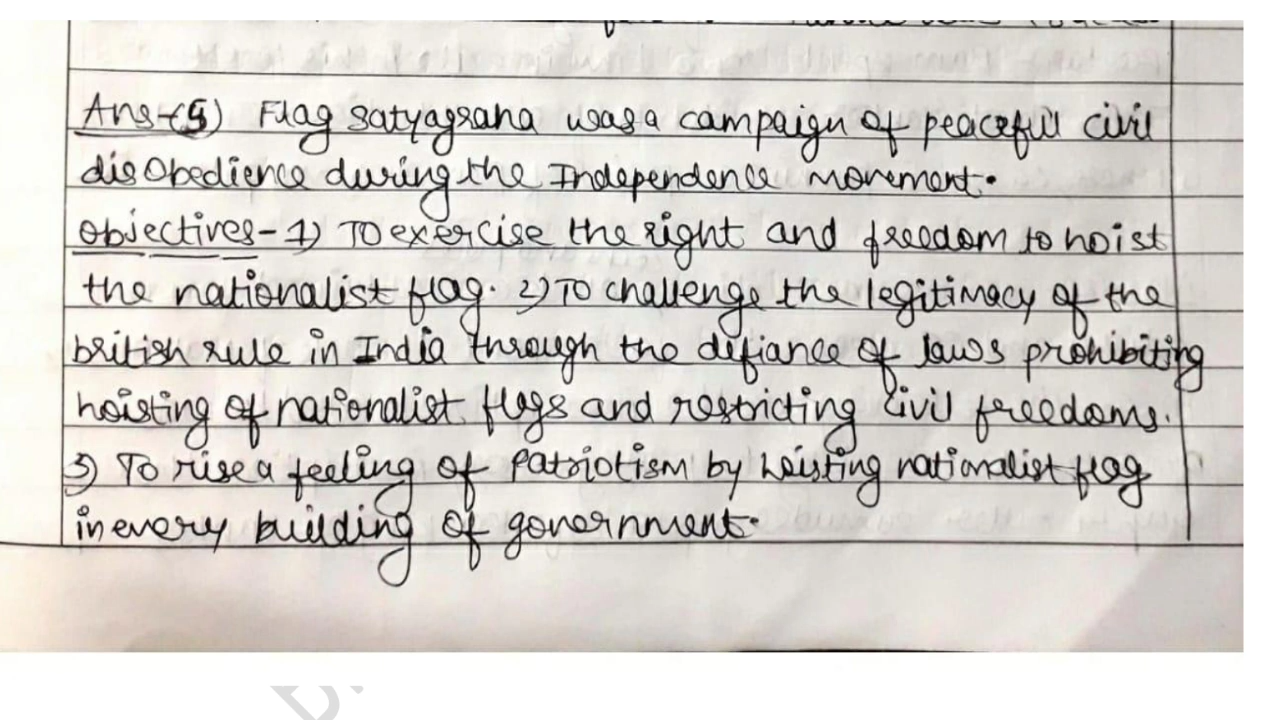 Ans-(5) Flag satyagraha was a campaign of peaceful civil
disobedience during the Independence movement.
Objectives- 1) To exercise the right and freedom to hoist
the nationalist flag. 2) To challenge the legitimacy of the
british rule in India through the defiance of laws prohibiting
hoisting of nationalist flags and restricting civil freedoms.
3) To rise a feeling of patriotism by hoisting nationalist flag
in every building of government.